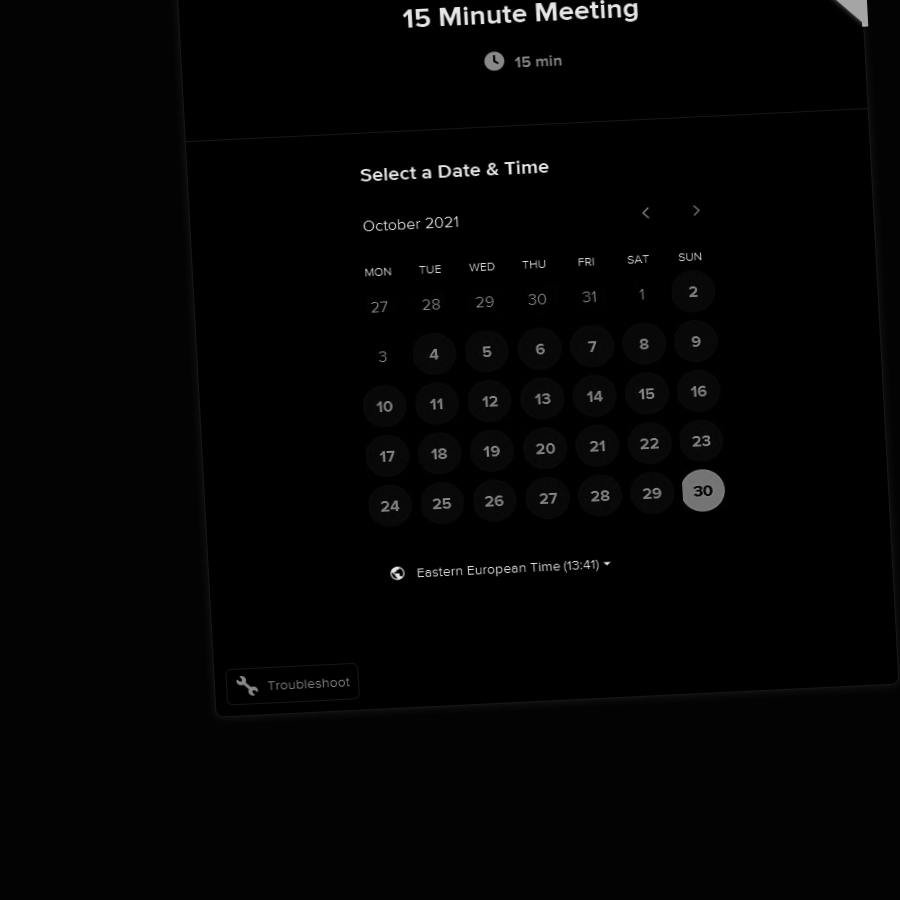 15 Minute Meeting
15 min
Select a Date & Time
October 2021
MON TUE WED THU FRI SAT SUN
27 28 29 30 31 1 2
3 4 5 6 7 8 9
10 11 12 13 14 15 16
17 18 19 20 21 22 23
24 25 26 27 28 29 30
Eastern European Time (13:41)
Troubleshoot